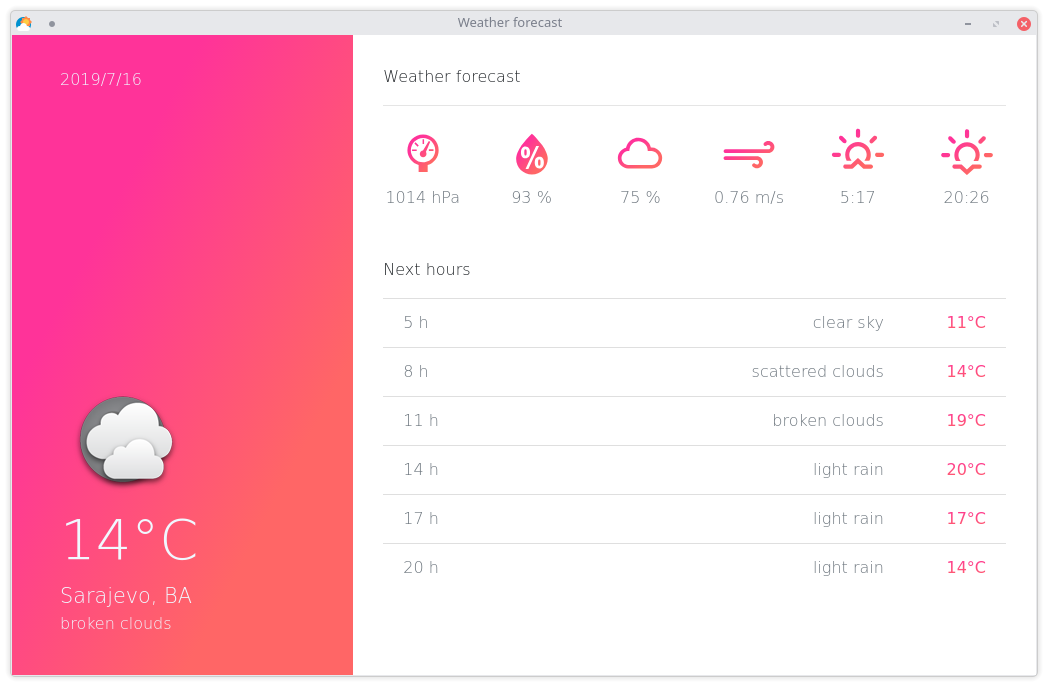 Weather forecast
2019/7/16
14°C
Sarajevo, BA
broken clouds
Weather forecast
%
1014 hPa 93 % 75 % 0.76 m/s 5:17 20:26
Next hours
5 h clear sky 11°C
8 h scattered clouds 14°C
11 h broken clouds 19°C
14 h light rain 20°C
17 h light rain 17°C
20 h light rain 14°C